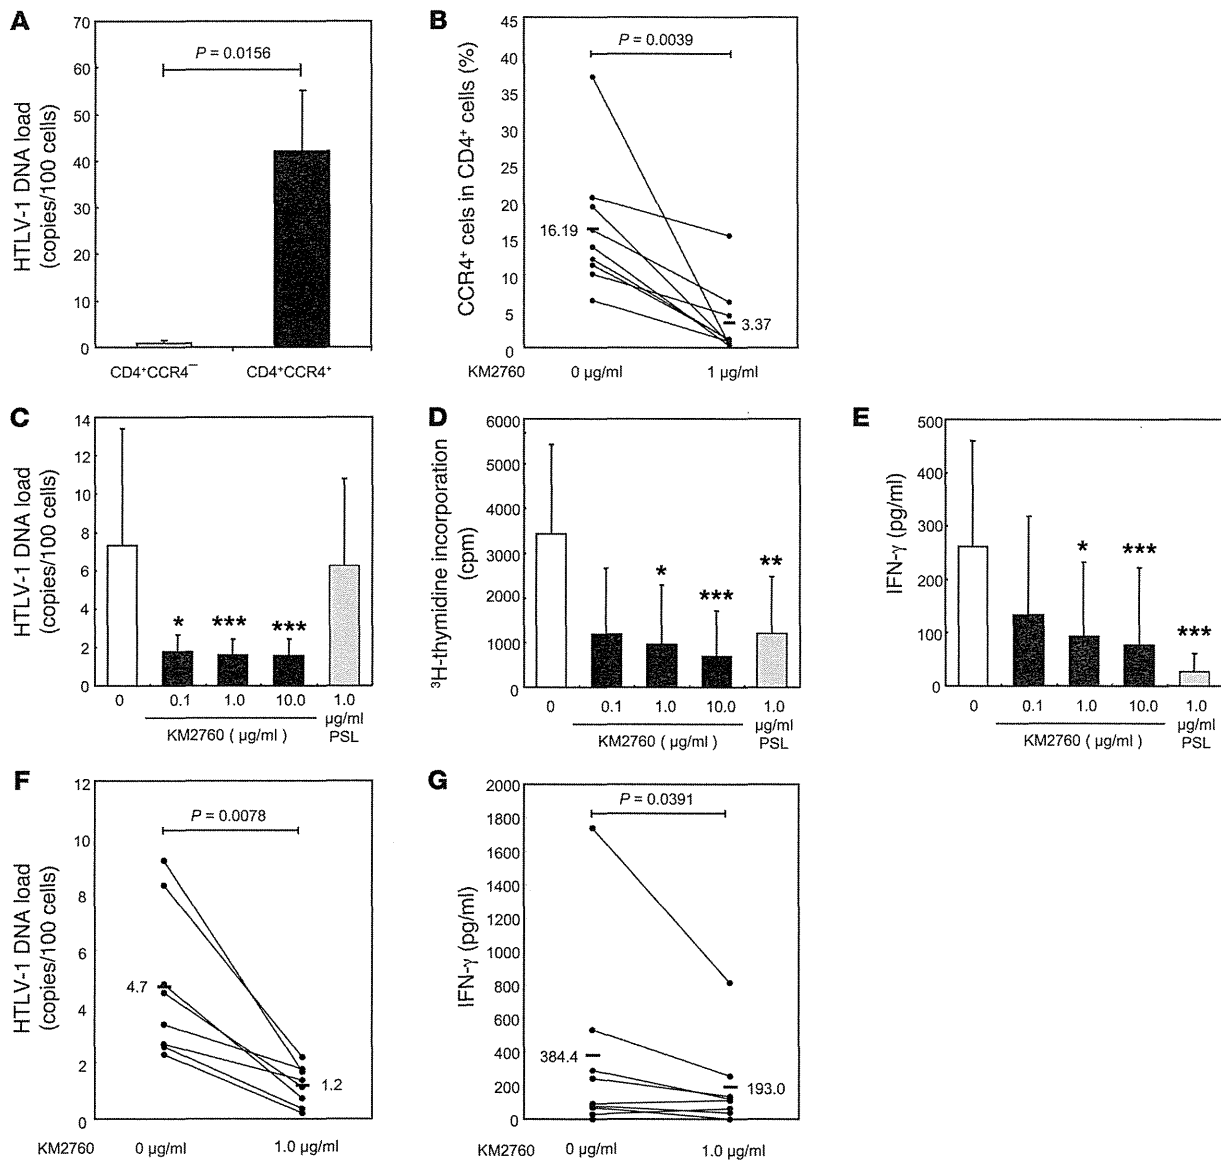 A
HTLV-1 DNA load
(copies/100 cells)
70
60
50
40
30
20
10
0
P = 0.0156
CD4⁺CCR4⁻
CD4⁺CCR4⁺
B
CCR4⁺ cels in CD4⁺ cells (%)
45
40
35
30
25
20
15
10
5
0
P = 0.0039
16.19
3.37
KM2760
0 µg/ml
1 µg/ml
C
HTLV-1 DNA load
(copies/100 cells)
14
12
10
8
6
4
2
0
*
***
***
0
0.1
1.0
10.0
1.0
µg/ml
PSL
KM2760 ( µg/ml )
D
³H-thymidine incorporation
(cpm)
6000
5000
4000
3000
2000
1000
0
*
***
**
0
0.1
1.0
10.0
1.0
µg/ml
PSL
KM2760 ( µg/ml )
E
IFN-γ (pg/ml)
500
400
300
200
100
0
*
***
***
0
0.1
1.0
10.0
1.0
µg/ml
PSL
KM2760 ( µg/ml )
F
HTLV-1 DNA load
(copies/100 cells)
12
10
8
6
4
2
0
P = 0.0078
4.7
1.2
KM2760
0 µg/ml
1.0 µg/ml
G
IFN-γ (pg/ml)
2000
1800
1600
1400
1200
1000
800
600
400
200
0
P = 0.0391
384.4
193.0
KM2760
0 µg/ml
1.0 µg/ml